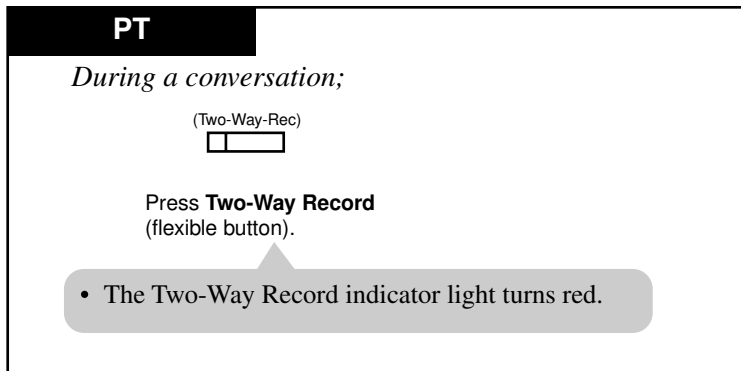 PT
During a conversation;
(Two-Way-Rec)
Press Two-Way Record
(flexible button).
• The Two-Way Record indicator light turns red.